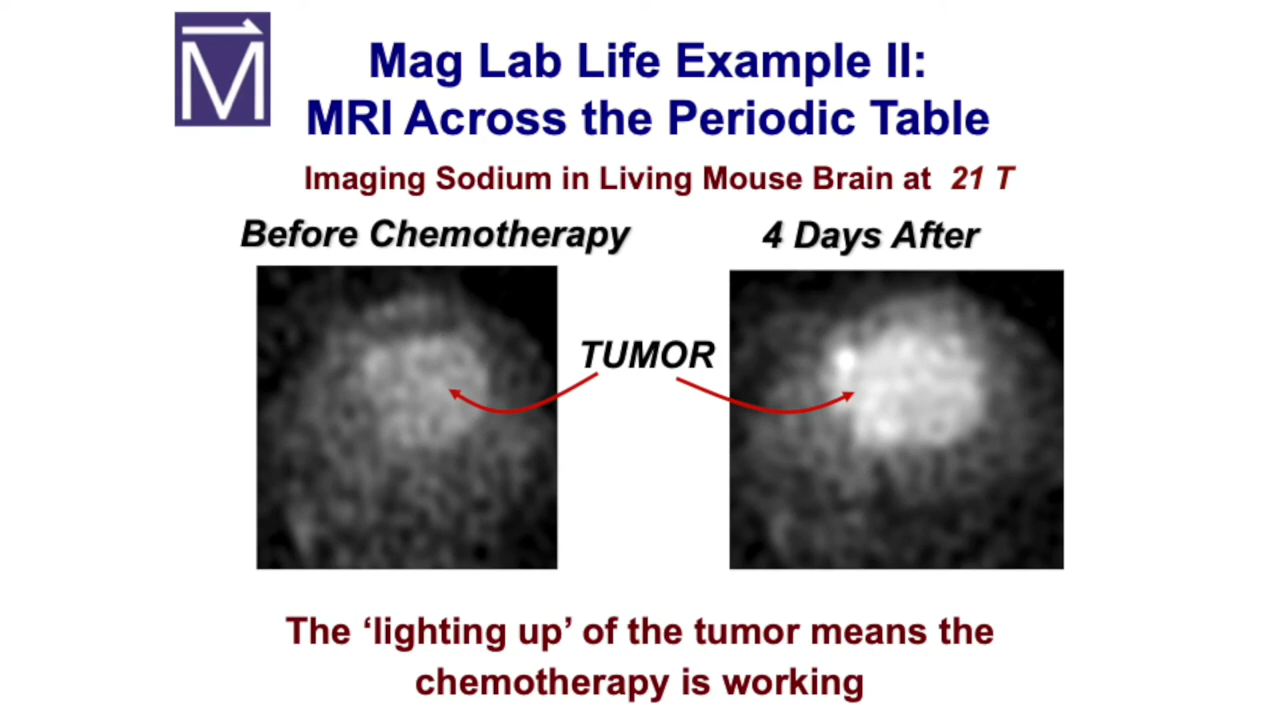 M
Mag Lab Life Example II:
MRI Across the Periodic Table
Imaging Sodium in Living Mouse Brain at 21 T
Before Chemotherapy
4 Days After
TUMOR
The ‘lighting up’ of the tumor means the
chemotherapy is working